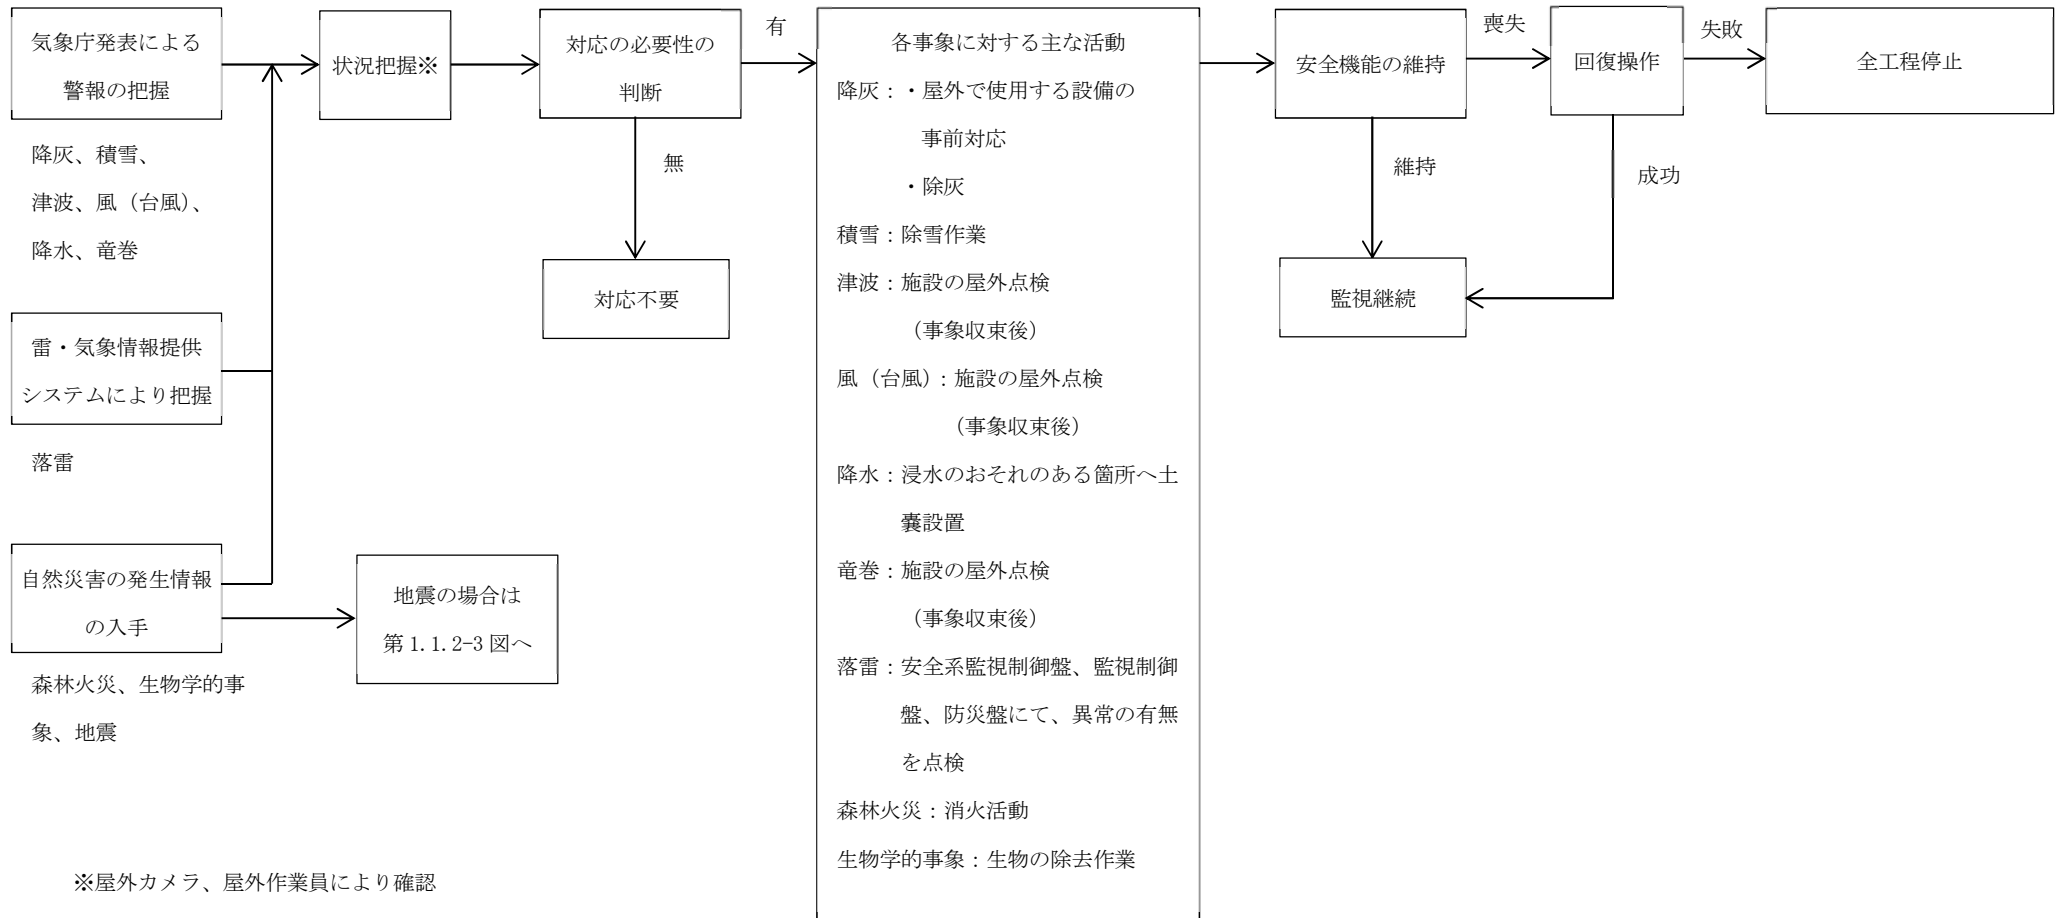 気象庁発表による
警報の把握
降灰、積雪、
津波、風（台風）、
降水、竜巻
雷・気象情報提供
システムにより把握
落雷
自然災害の発生情報
の入手
森林火災、生物学的事
象、地震
地震の場合は
第 1.1.2-3 図へ
状況把握※
対応の必要性の
判断
有
無
対応不要
各事象に対する主な活動
降灰：・屋外で使用する設備の
事前対応
・除灰
積雪：除雪作業
津波：施設の屋外点検
（事象収束後）
風（台風）：施設の屋外点検
（事象収束後）
降水：浸水のおそれのある箇所へ土
嚢設置
竜巻：施設の屋外点検
（事象収束後）
落雷：安全系監視制御盤、監視制御
盤、防災盤にて、異常の有無
を点検
森林火災：消火活動
生物学的事象：生物の除去作業
安全機能の維持
喪失
維持
監視継続
回復操作
失敗
成功
全工程停止
※屋外カメラ、屋外作業員により確認